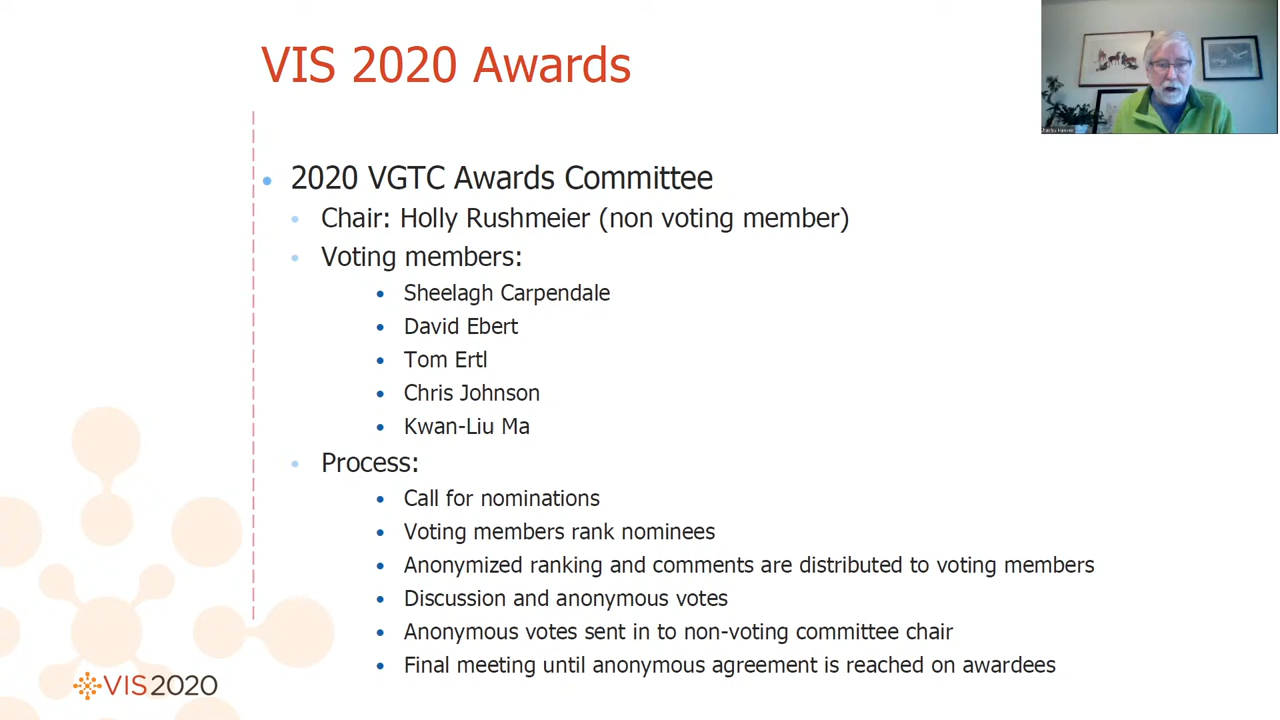 VIS 2020 Awards
2020 VGTC Awards Committee
Chair: Holly Rushmeier (non voting member)
Voting members:
Sheelagh Carpendale
David Ebert
Tom Ertl
Chris Johnson
Kwan-Liu Ma
Process:
Call for nominations
Voting members rank nominees
Anonymized ranking and comments are distributed to voting members
Discussion and anonymous votes
Anonymous votes sent in to non-voting committee chair
Final meeting until anonymous agreement is reached on awardees
VIS2020